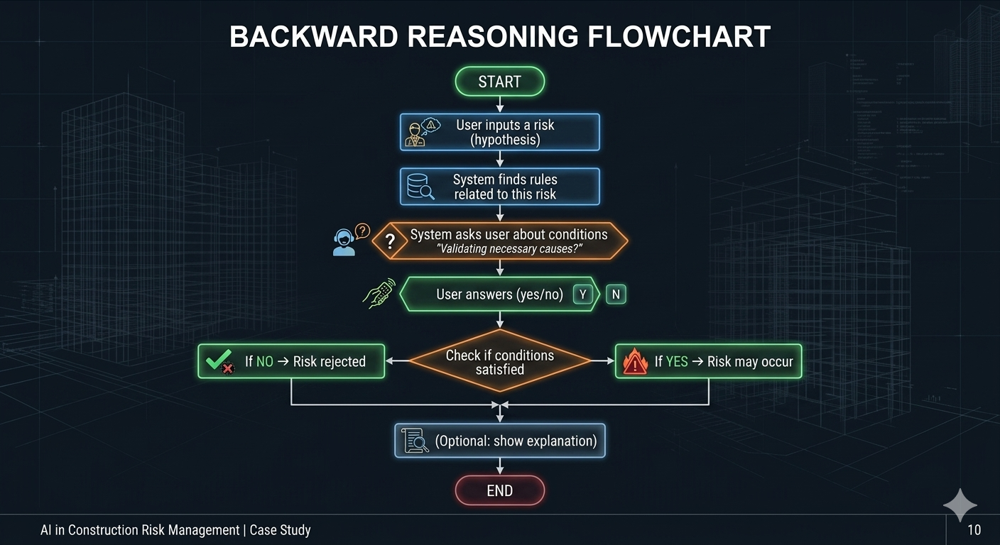 BACKWARD REASONING FLOWCHART
START
User inputs a risk
(hypothesis)
System finds rules
related to this risk
?
?
System asks user about conditions
"Validating necessary causes?"
User answers (yes/no)
Y
N
Check if conditions
satisfied
If NO → Risk rejected
If YES → Risk may occur
(Optional: show explanation)
END
AI in Construction Risk Management | Case Study
10